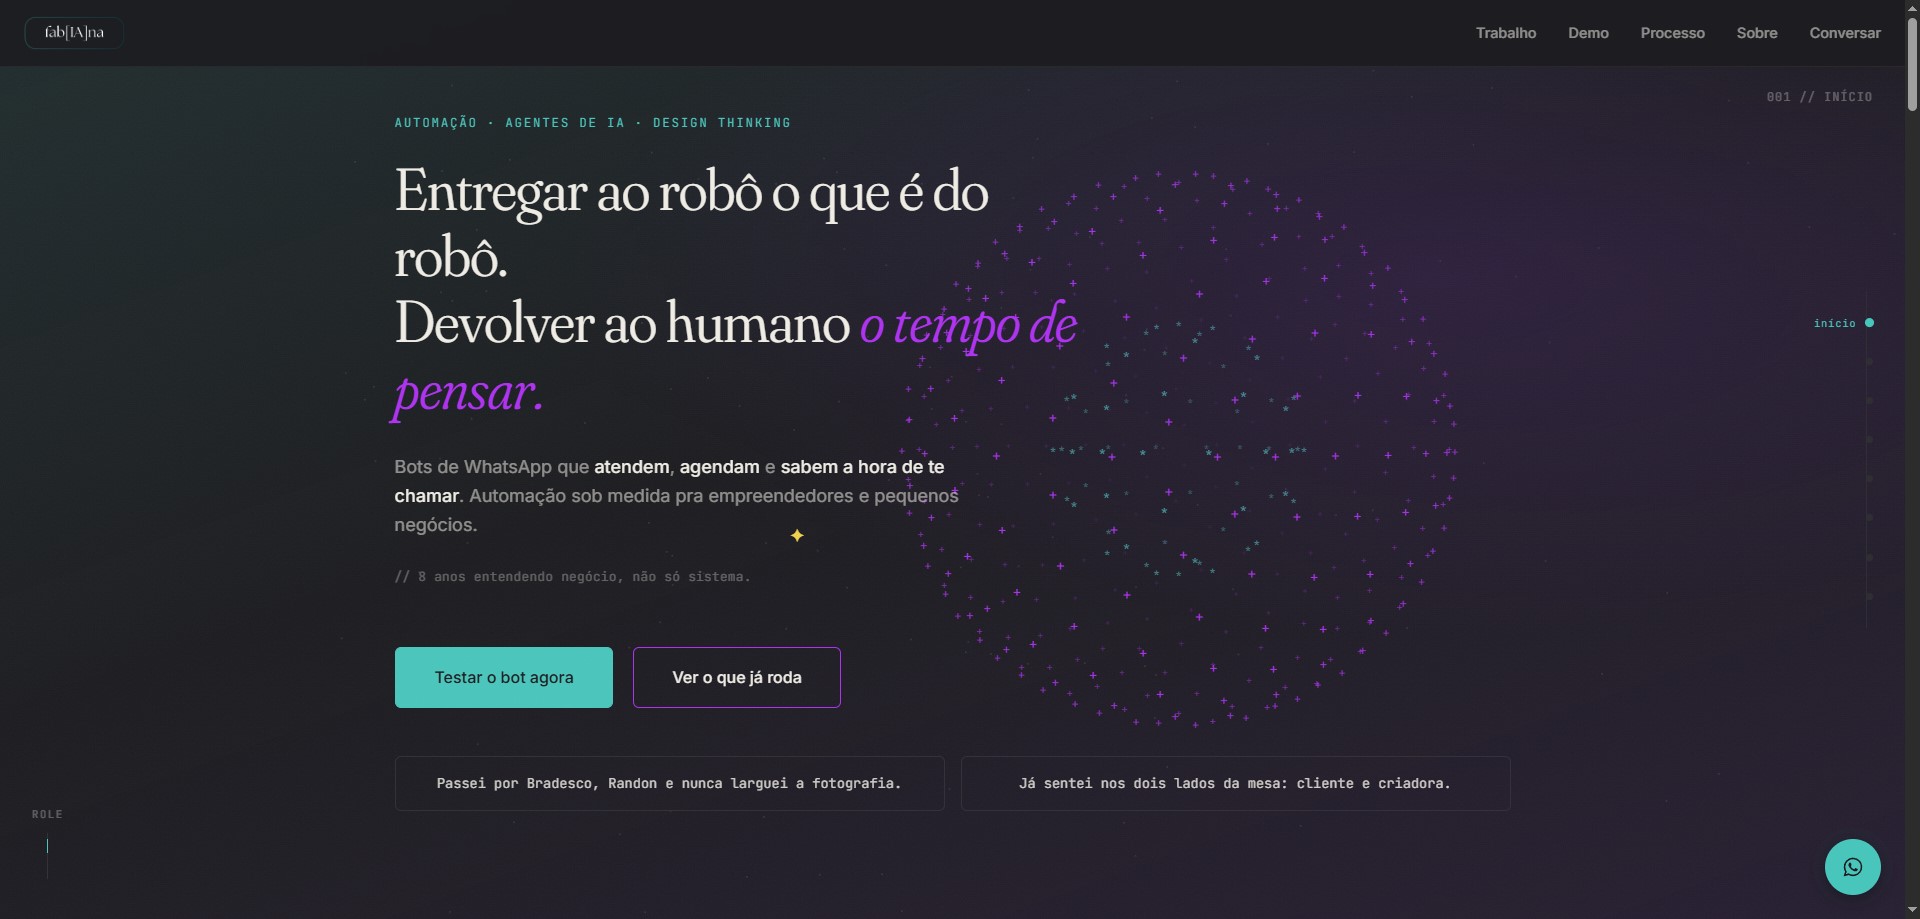 fab[IA]na
Trabalho
Demo
Processo
Sobre
Conversar
001 // INÍCIO
AUTOMAÇÃO · AGENTES DE IA · DESIGN THINKING
Entregar ao robô o que é do
robô.
Devolver ao humano o tempo de
pensar.
início
Bots de WhatsApp que atendem, agendam e sabem a hora de te
chamar. Automação sob medida pra empreendedores e pequenos
negócios.
// 8 anos entendendo negócio, não só sistema.
Testar o bot agora
Ver o que já roda
Passei por Bradesco, Randon e nunca larguei a fotografia.
Já sentei nos dois lados da mesa: cliente e criadora.
ROLE